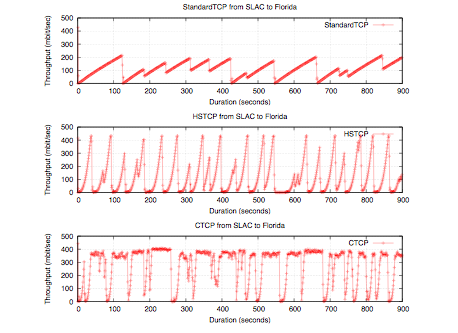 StandardTCP from SLAC to Florida
Throughput (mbit/sec)
500
400
300
200
100
0
StandardTCP
0 100 200 300 400 500 600 700 800 900
Duration (seconds)
HSTCP from SLAC to Florida
Throughput (mbit/sec)
500
400
300
200
100
0
HSTCP
0 100 200 300 400 500 600 700 800 900
Duration (seconds)
CTCP from SLAC to Florida
Throughput (mbit/sec)
500
400
300
200
100
0
CTCP
0 100 200 300 400 500 600 700 800 900
Duration (seconds)